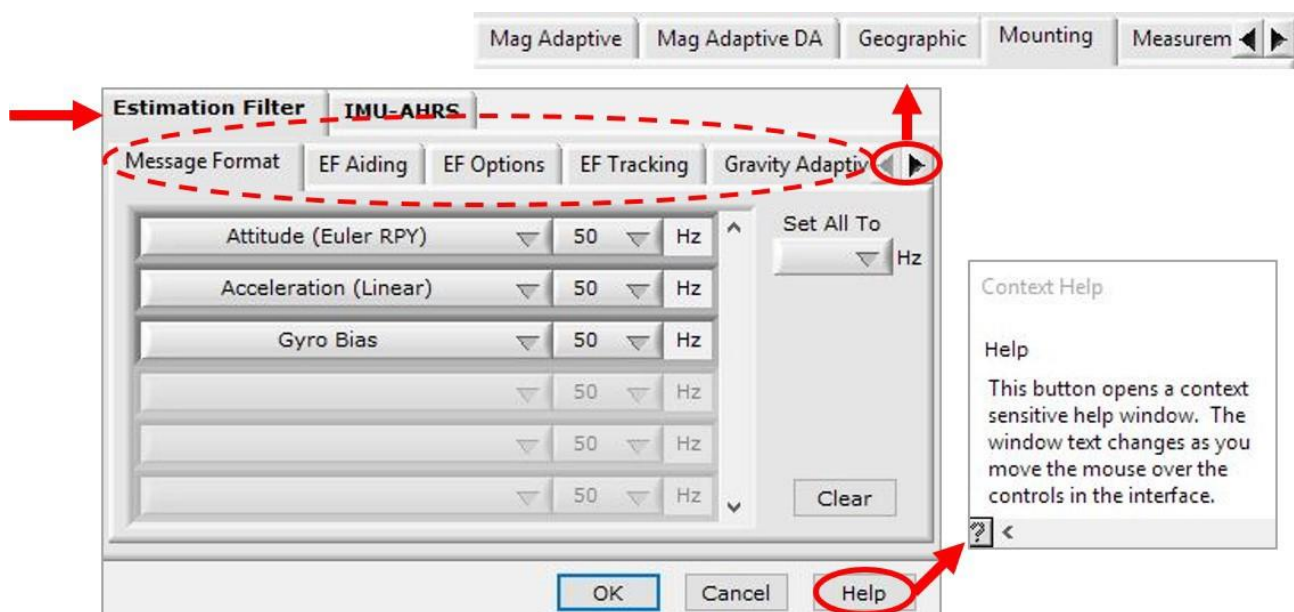 Mag Adaptive Mag Adaptive DA Geographic Mounting Measurem
Estimation Filter IMU-AHRS
Message Format EF Aiding EF Options EF Tracking Gravity Adaptiv
Attitude (Euler RPY) 50 Hz
Acceleration (Linear) 50 Hz
Gyro Bias 50 Hz
50 Hz
50 Hz
50 Hz
Set All To
Hz
Clear
OK Cancel Help
Context Help
Help
This button opens a context
sensitive help window. The
window text changes as you
move the mouse over the
controls in the interface.
?